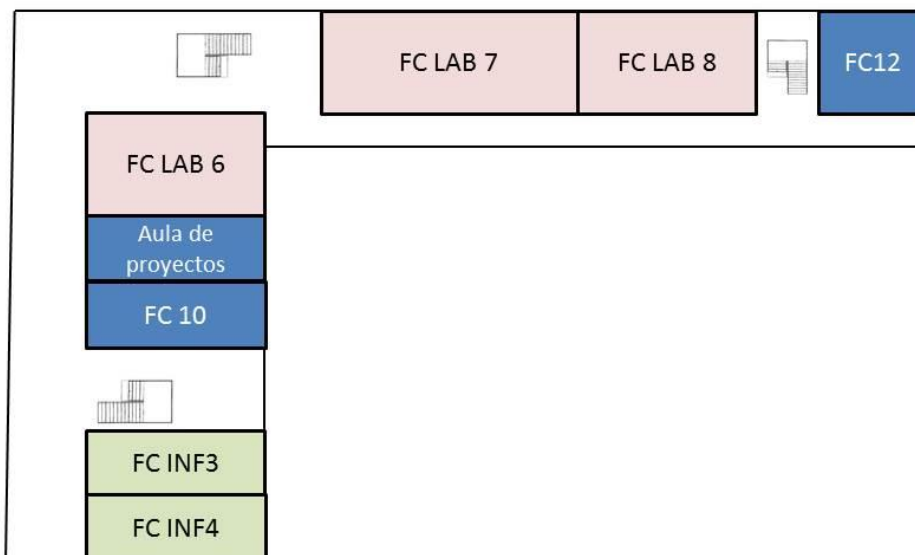 FC LAB 7
FC LAB 8
FC12
FC LAB 6
Aula de
proyectos
FC 10
FC INF3
FC INF4